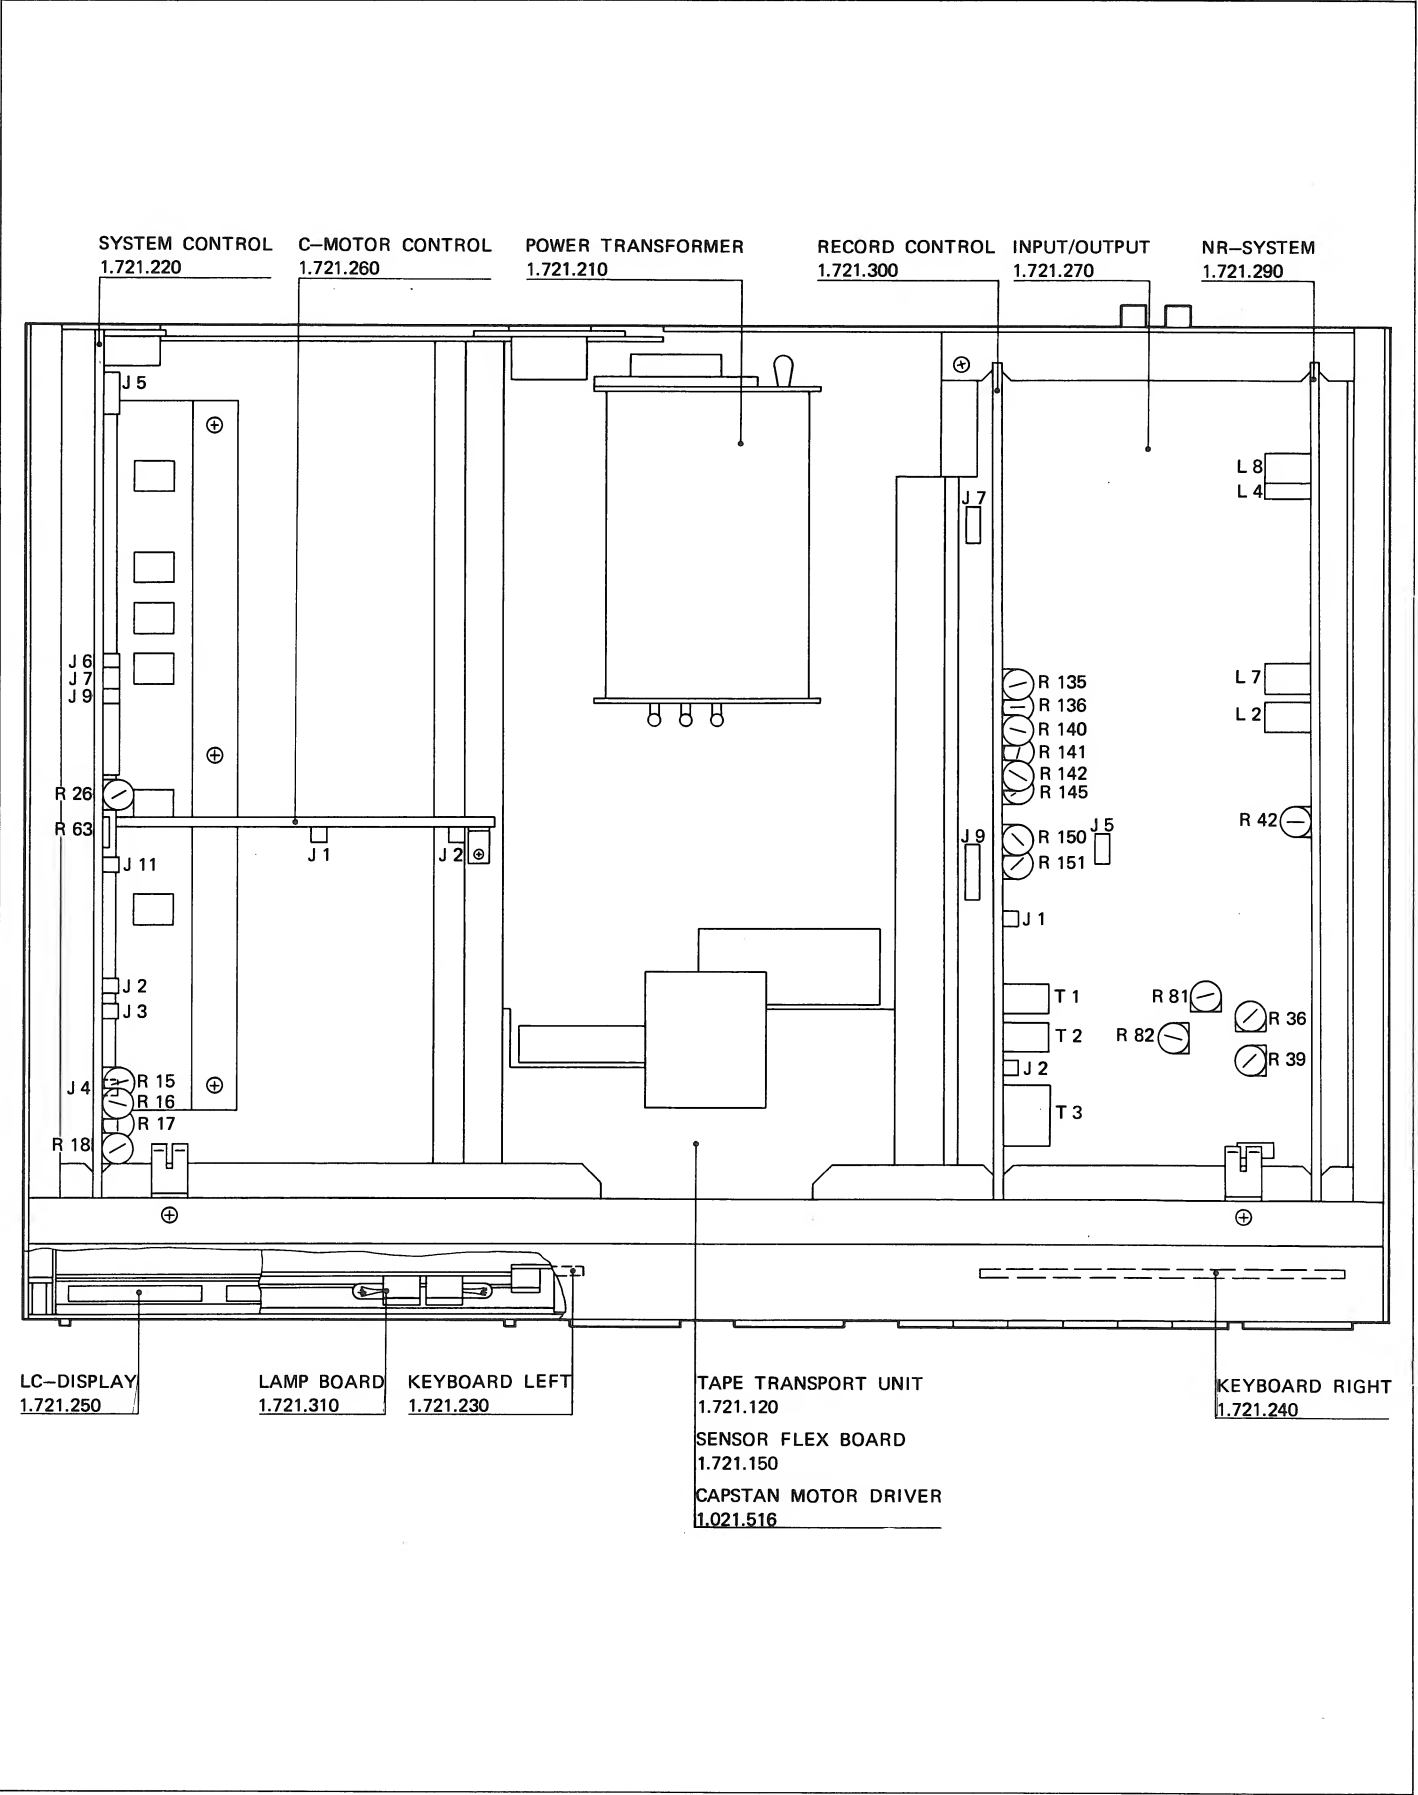 SYSTEM CONTROL
1.721.220
C–MOTOR CONTROL
1.721.260
POWER TRANSFORMER
1.721.210
RECORD CONTROL
1.721.300
INPUT/OUTPUT
1.721.270
NR–SYSTEM
1.721.290
J 5
L 8
L 4
J 7
J 6
J 7
J 9
L 7
L 2
R 135
R 136
R 140
R 141
R 142
R 145
R 26
R 63
J 1
J 2
J 11
J 9
R 150
R 151
J 5
R 42
J 1
J 2
J 3
T 1
T 2
J 2
T 3
R 81
R 82
R 36
R 39
J 4
R 15
R 16
R 17
R 18
LC–DISPLAY
1.721.250
LAMP BOARD
1.721.310
KEYBOARD LEFT
1.721.230
TAPE TRANSPORT UNIT
1.721.120
SENSOR FLEX BOARD
1.721.150
CAPSTAN MOTOR DRIVER
1.021.516
KEYBOARD RIGHT
1.721.240